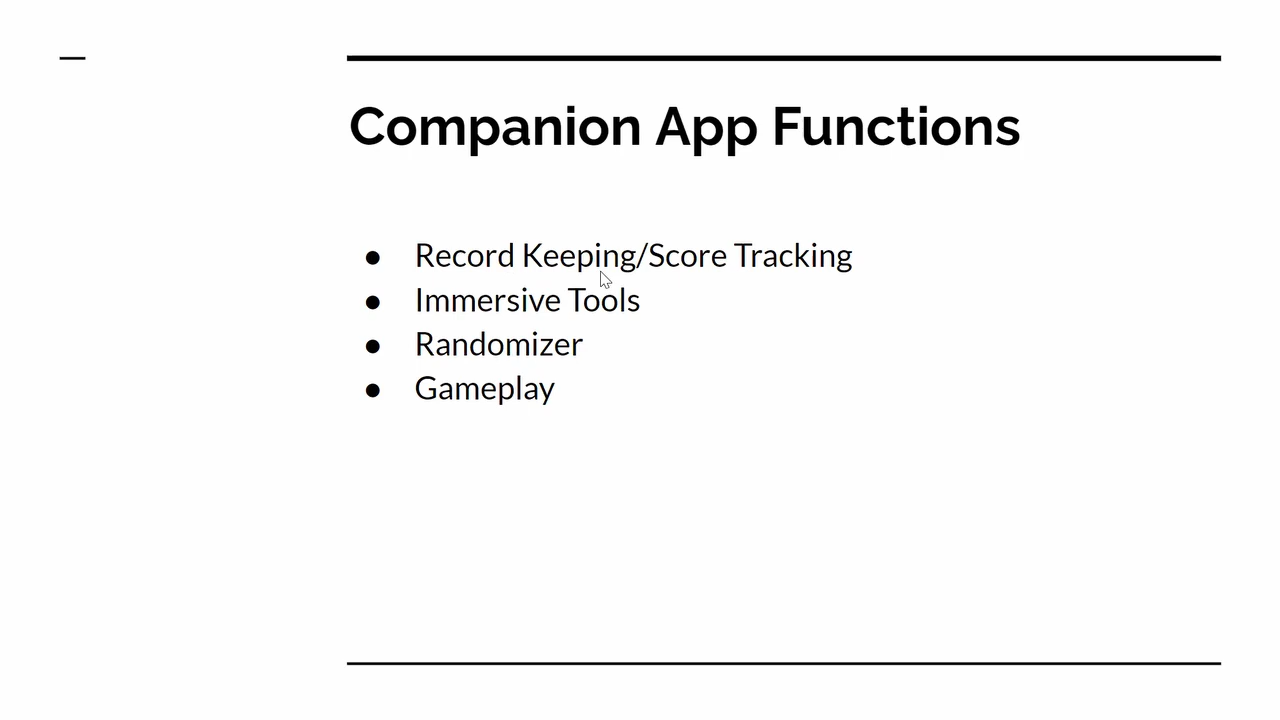 Companion App Functions
● Record Keeping/Score Tracking
● Immersive Tools
● Randomizer
● Gameplay